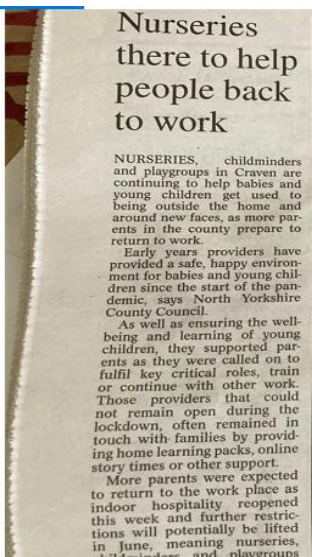 Nurseries
there to help
people back
to work
NURSERIES, childminders
and playgroups in Craven are
continuing to help babies and
young children get used to
being outside the home and
around new faces, as more par-
ents in the county prepare to
return to work.
Early years providers have
provided a safe, happy environ-
ment for babies and young chil-
dren since the start of the pan-
demic, says North Yorkshire
County Council.
As well as ensuring the well-
being and learning of young
children, they supported par-
ents as they were called on to
fulfil key critical roles, train
or continue with other work.
Those providers that could
not remain open during the
lockdown, often remained in
touch with families by provid-
ing home learning packs, online
story times or other support.
More parents were expected
to return to the work place as
indoor hospitality reopened
this week and further restric-
tions will potentially be lifted
in June, meaning nurseries,
childminders and playgroups